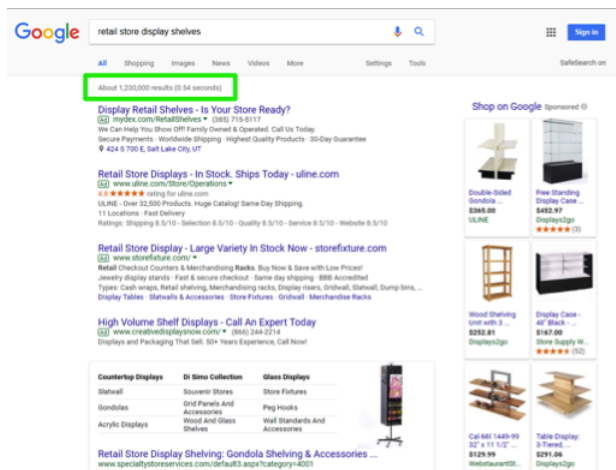 Google
retail store display shelves
Sign in
All Shopping Images News Videos More Settings Tools
SafeSearch on
About 1,230,000 results (0.54 seconds)
Display Retail Shelves - Is Your Store Ready?
Ad mydex.com/RetailShelves (385) 715-5117
We Can Help You Show Off! Family Owned & Operated. Call Us Today.
Secure Payments · Worldwide Shipping · Highest Quality Products · 30-Day Guarantee
424 S 700 E, Salt Lake City, UT
Retail Store Displays - In Stock. Ships Today - uline.com
Ad www.uline.com/Store/Operations
4.8 ★★★★★ rating for uline.com
ULINE - Over 32,500 Products. Huge Catalog! Same Day Shipping.
11 Locations · Fast Delivery
Ratings: Shipping 8.5/10 - Selection 8.5/10 - Quality 8.5/10 - Service 8.5/10 - Website 8.5/10
Retail Store Display - Large Variety In Stock Now - storefixture.com
Ad www.storefixture.com/
Retail Checkout Counters & Merchandising Racks. Buy Now & Save with Low Prices!
Jewelry display stands · Fast & secure checkout · Same day shipping · BBB Accredited
Types: Cash wraps, Retail shelving, Merchandising racks, Display risers, Gridwall, Slatwall, Dump bins, ...
Display Tables · Slatwalls & Accessories · Store Fixtures · Gridwall · Merchandise Racks
High Volume Shelf Displays - Call An Expert Today
Ad www.creativedisplaysnow.com/ (866) 244-2214
Displays and Packaging That Sell. 50+ Years Experience, Call Now!
Countertop Displays Di Simo Collection Glass Displays
Slatwall Souvenir Stores Store Fixtures
Gondolas Grid Panels And Accessories Peg Hooks
Acrylic Displays Wood And Glass Shelves Wall Standards And Accessories
Retail Store Display Shelving: Gondola Shelving & Accessories ...
www.specialtystoreservices.com/default3.aspx?category=4001
Shop on Google Sponsored
Double-Sided Gondola ...
$365.00
ULINE
Free Standing Display Case ...
$452.97
Displays2go
★★★★★ (3)
Wood Shelving Unit with 3 ...
$252.81
Displays2go
Display Case - 48" Black - ...
$167.00
Store Supply W...
★★★★★ (52)
Cal-Mil 1449-99 32" x 11 1/2" ...
$129.99
WebstaurantSt...
Table Display: 3-Tiered, ...
$291.06
Displays2go